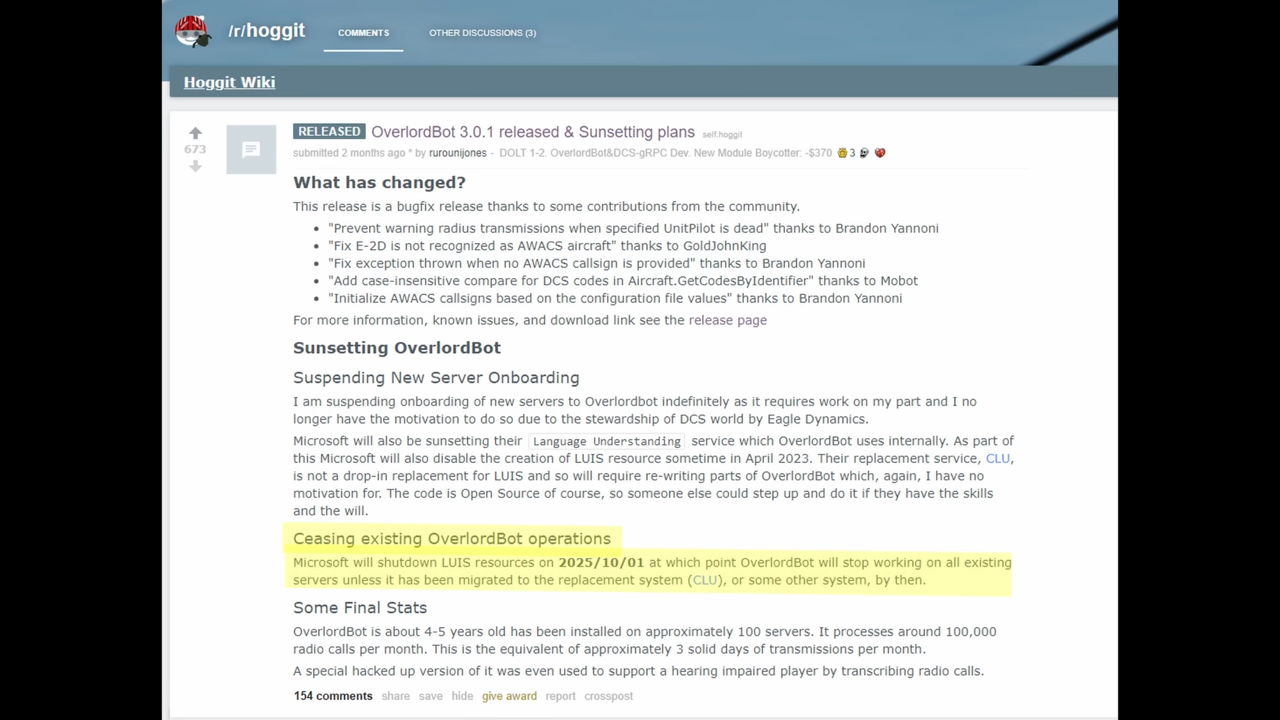 /r/hoggit
COMMENTS
OTHER DISCUSSIONS (3)
Hoggit Wiki
673
RELEASED OverlordBot 3.0.1 released & Sunsetting plans self.hoggit
submitted 2 months ago * by rurounijones - DOLT 1-2. OverlordBot&DCS-gRPC Dev. New Module Boycotter: -$370 3
What has changed?
This release is a bugfix release thanks to some contributions from the community.
• "Prevent warning radius transmissions when specified UnitPilot is dead" thanks to Brandon Yannoni
• "Fix E-2D is not recognized as AWACS aircraft" thanks to GoldJohnKing
• "Fix exception thrown when no AWACS callsign is provided" thanks to Brandon Yannoni
• "Add case-insensitive compare for DCS codes in Aircraft.GetCodesByIdentifier" thanks to Mobot
• "Initialize AWACS callsigns based on the configuration file values" thanks to Brandon Yannoni
For more information, known issues, and download link see the release page
Sunsetting OverlordBot
Suspending New Server Onboarding
I am suspending onboarding of new servers to Overlordbot indefinitely as it requires work on my part and I no
longer have the motivation to do so due to the stewardship of DCS world by Eagle Dynamics.
Microsoft will also be sunsetting their Language Understanding service which OverlordBot uses internally. As part of
this Microsoft will also disable the creation of LUIS resource sometime in April 2023. Their replacement service, CLU,
is not a drop-in replacement for LUIS and so will require re-writing parts of OverlordBot which, again, I have no
motivation for. The code is Open Source of course, so someone else could step up and do it if they have the skills
and the will.
Ceasing existing OverlordBot operations
Microsoft will shutdown LUIS resources on 2025/10/01 at which point OverlordBot will stop working on all existing
servers unless it has been migrated to the replacement system (CLU), or some other system, by then.
Some Final Stats
OverlordBot is about 4-5 years old has been installed on approximately 100 servers. It processes around 100,000
radio calls per month. This is the equivalent of approximately 3 solid days of transmissions per month.
A special hacked up version of it was even used to support a hearing impaired player by transcribing radio calls.
154 comments share save hide give award report crosspost